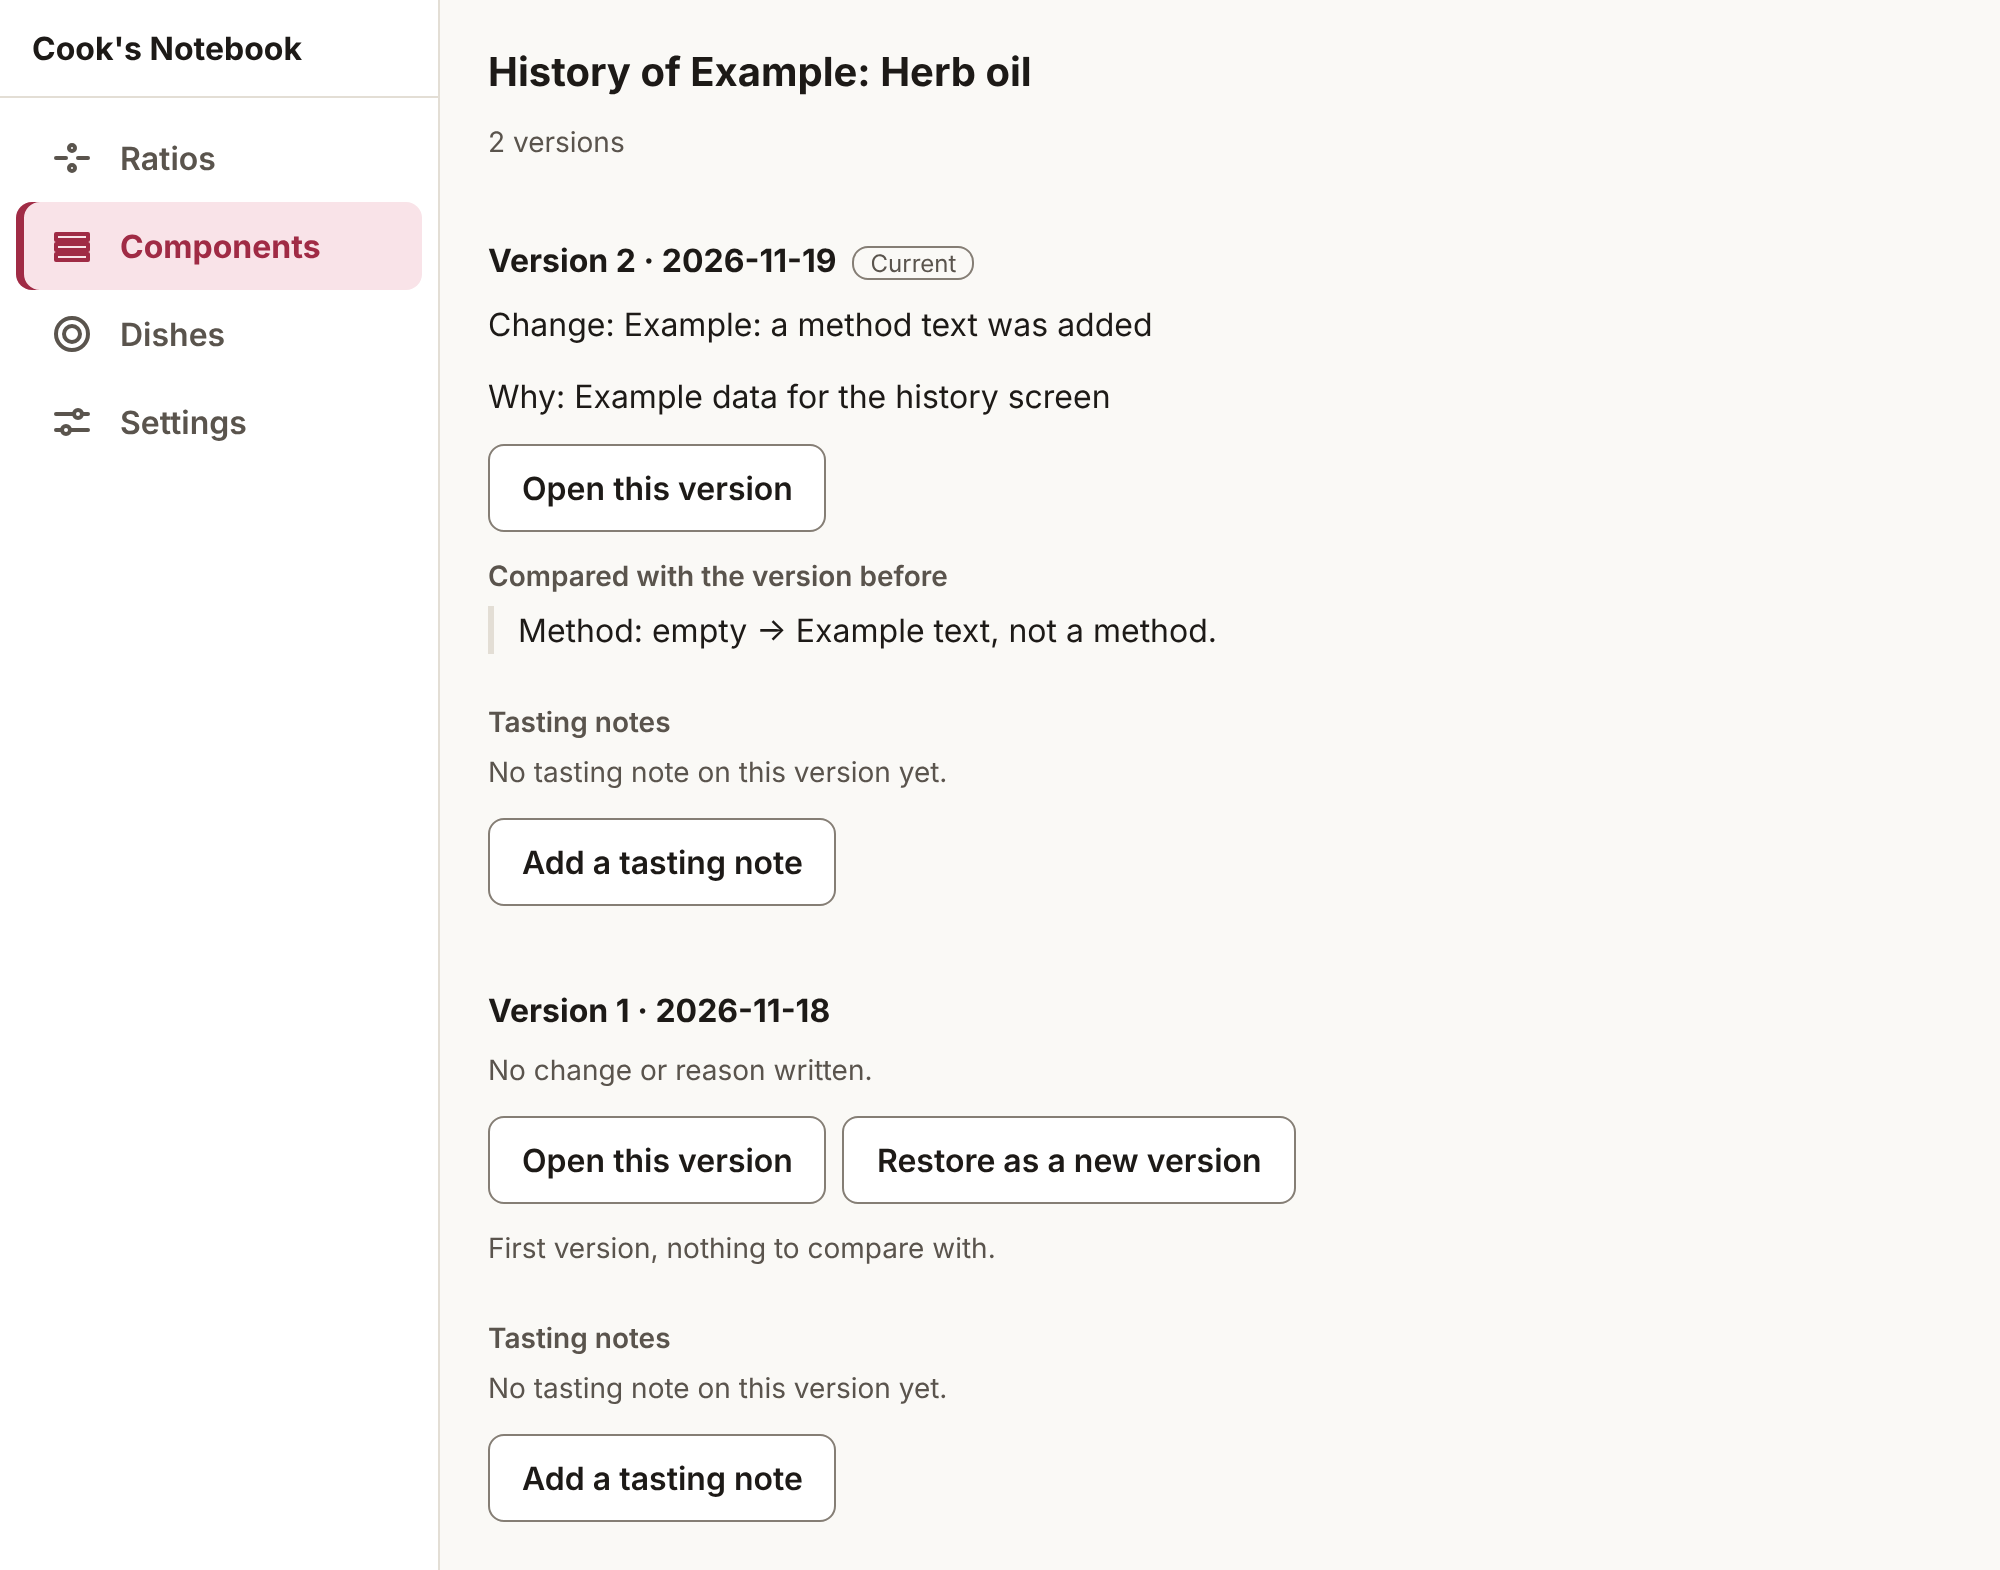 Cook's Notebook
Ratios
Components
Dishes
Settings
History of Example: Herb oil
2 versions
Version 2 · 2026-11-19 Current
Change: Example: a method text was added
Why: Example data for the history screen
Open this version
Compared with the version before
Method: empty → Example text, not a method.
Tasting notes
No tasting note on this version yet.
Add a tasting note
Version 1 · 2026-11-18
No change or reason written.
Open this version Restore as a new version
First version, nothing to compare with.
Tasting notes
No tasting note on this version yet.
Add a tasting note